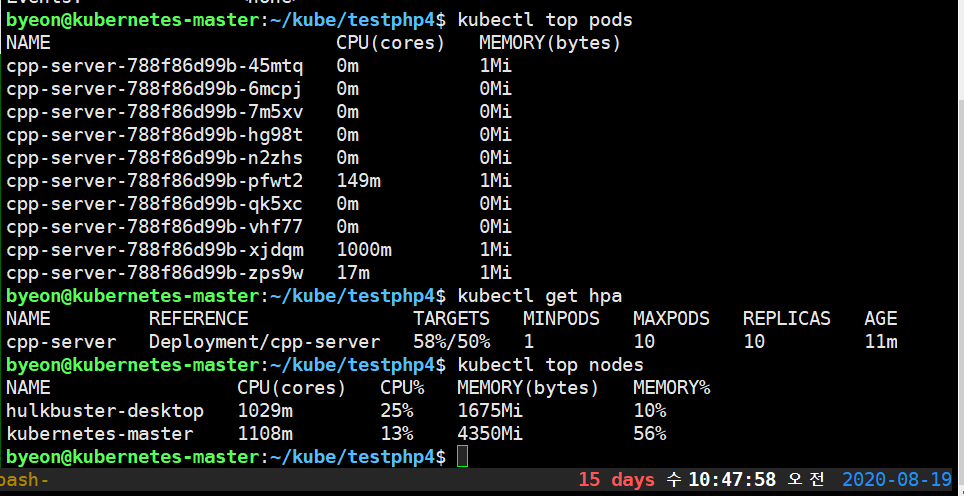 Events: <none>
byeon@kubernetes-master:~/kube/testphp4$ kubectl top pods
NAME CPU(cores) MEMORY(bytes)
cpp-server-788f86d99b-45mtq 0m 1Mi
cpp-server-788f86d99b-6mcpj 0m 0Mi
cpp-server-788f86d99b-7m5xv 0m 0Mi
cpp-server-788f86d99b-hg98t 0m 0Mi
cpp-server-788f86d99b-n2zhs 0m 0Mi
cpp-server-788f86d99b-pfwt2 149m 1Mi
cpp-server-788f86d99b-qk5xc 0m 0Mi
cpp-server-788f86d99b-vhf77 0m 0Mi
cpp-server-788f86d99b-xjdqm 1000m 1Mi
cpp-server-788f86d99b-zps9w 17m 1Mi
byeon@kubernetes-master:~/kube/testphp4$ kubectl get hpa
NAME REFERENCE TARGETS MINPODS MAXPODS REPLICAS AGE
cpp-server Deployment/cpp-server 58%/50% 1 10 10 11m
byeon@kubernetes-master:~/kube/testphp4$ kubectl top nodes
NAME CPU(cores) CPU% MEMORY(bytes) MEMORY%
hulkbuster-desktop 1029m 25% 1675Mi 10%
kubernetes-master 1108m 13% 4350Mi 56%
byeon@kubernetes-master:~/kube/testphp4$
bash- 15 days 수 10:47:58 오전 2020-08-19